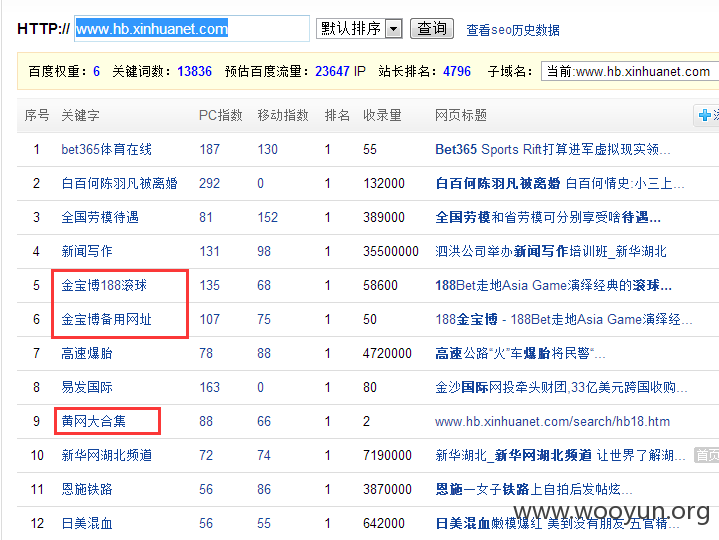 HTTP:// www.hb.xinhuanet.com 默认排序 查询 查看seo历史数据
百度权重：6 关键词数：13836 预估百度流量：23647 IP 站长排名：4796 子域名： 当前:www.hb.xinhuanet.com
序号 关键字 PC指数 移动指数 排名 收录量 网页标题
1 bet365体育在线 187 130 1 55 Bet365 Sports Rift打算进军虚拟现实领...
2 白百何陈羽凡被离婚 292 0 1 132000 白百何陈羽凡被离婚 白百何情史:小三上...
3 全国劳模待遇 81 152 1 389000 全国劳模和省劳模可分别享受啥待遇...
4 新闻写作 131 98 1 35500000 泗洪公司举办新闻写作培训班_新华湖北
5 金宝博188滚球 135 68 1 58600 188Bet走地Asia Game演绎经典的滚球...
6 金宝博备用网址 107 75 1 50 188金宝博 - 188Bet走地Asia Game演绎经...
7 高速爆胎 78 88 1 4720000 高速公路“火”车爆胎将民警“...
8 易发国际 163 0 1 80 金沙国际网投牵头财团,33亿美元跨国收购...
9 黄网大合集 88 66 1 2 www.hb.xinhuanet.com/search/hb18.htm
10 新华网湖北频道 72 74 1 7190000 新华湖北_新华网湖北频道 让世界了解湖... 首页
11 恩施铁路 56 86 1 3870000 恩施一女子铁路上自拍后发帖炫...
12 日美混血 56 55 1 642000 日美混血嫩模爆红 美到没有朋友-五官精...
www.wooyun.org